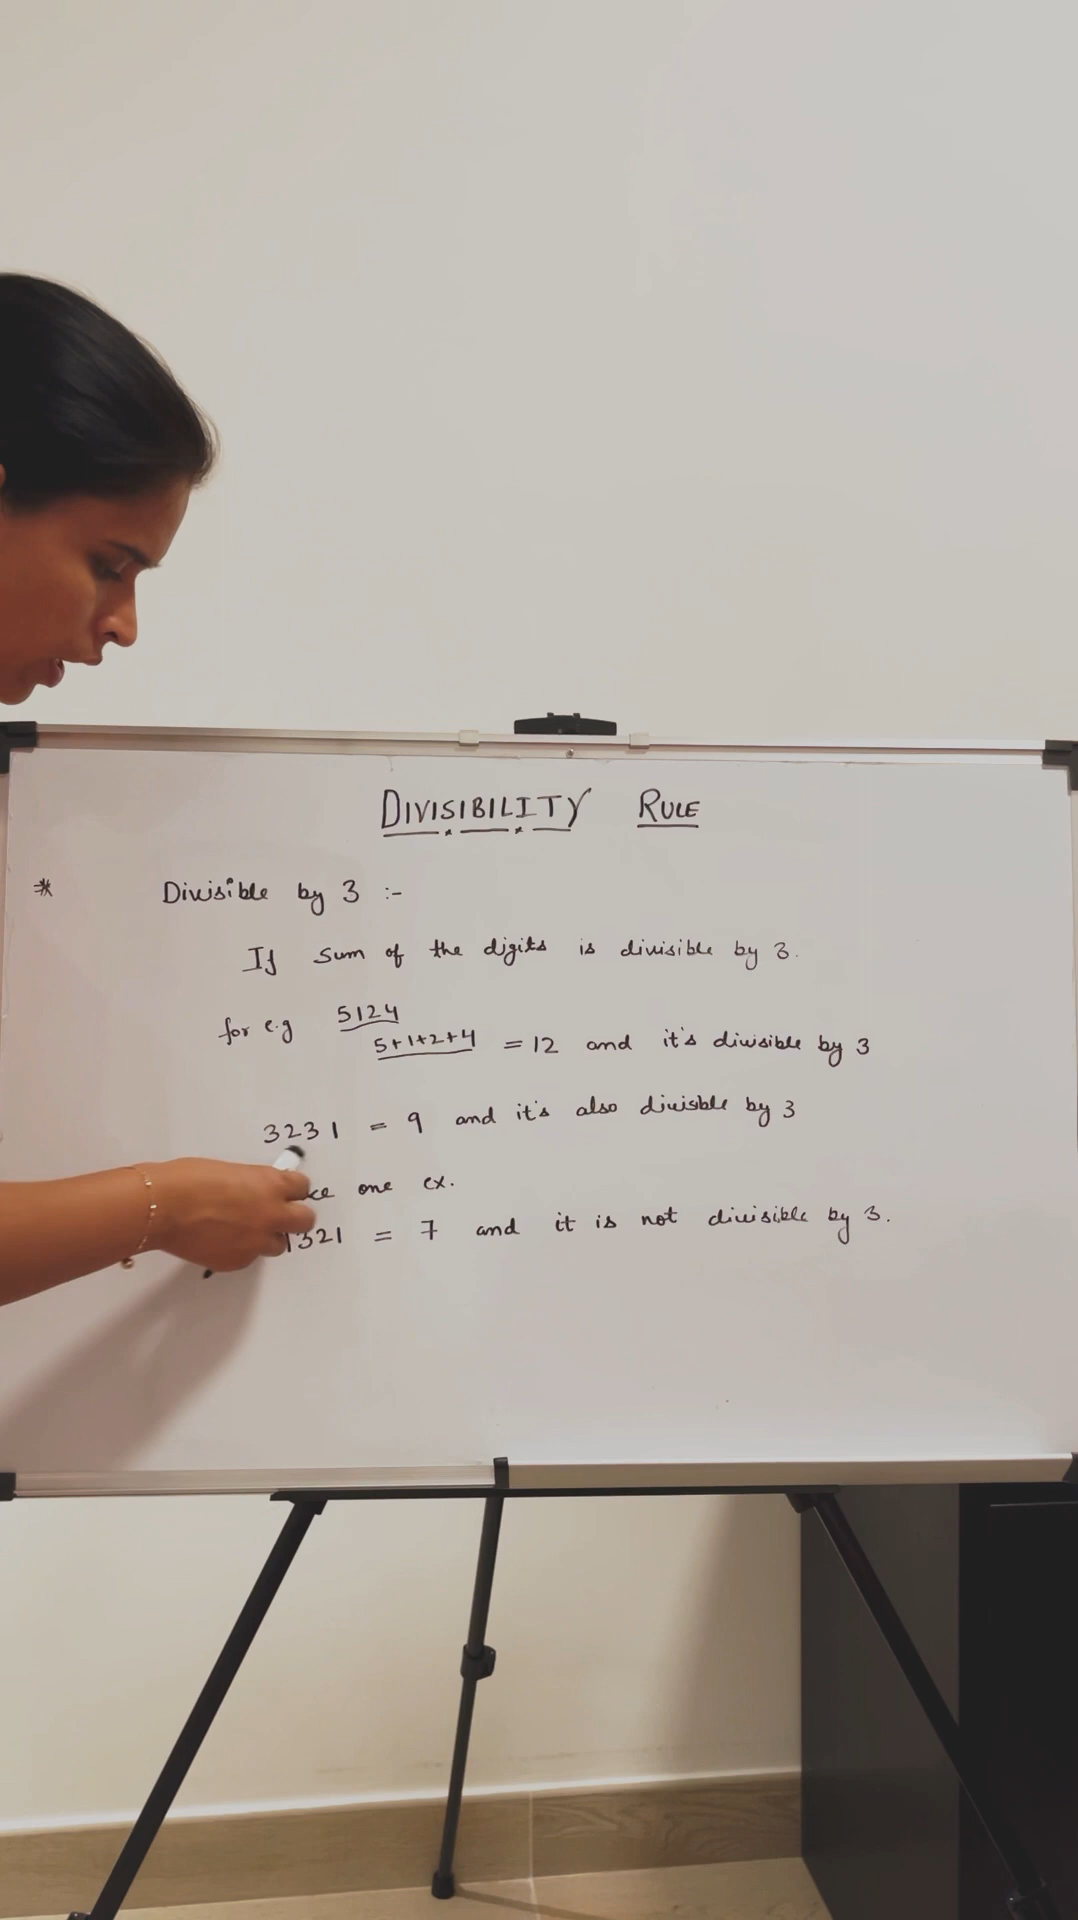 DIVISIBILITY RULE
* Divisible by 3 :-
If sum of the digits is divisible by 3.
for e.g 5124
5+1+2+4 = 12 and it's divisible by 3
3231 = 9 and it's also divisble by 3
one ex.
1321 = 7 and it is not divisible by 3.